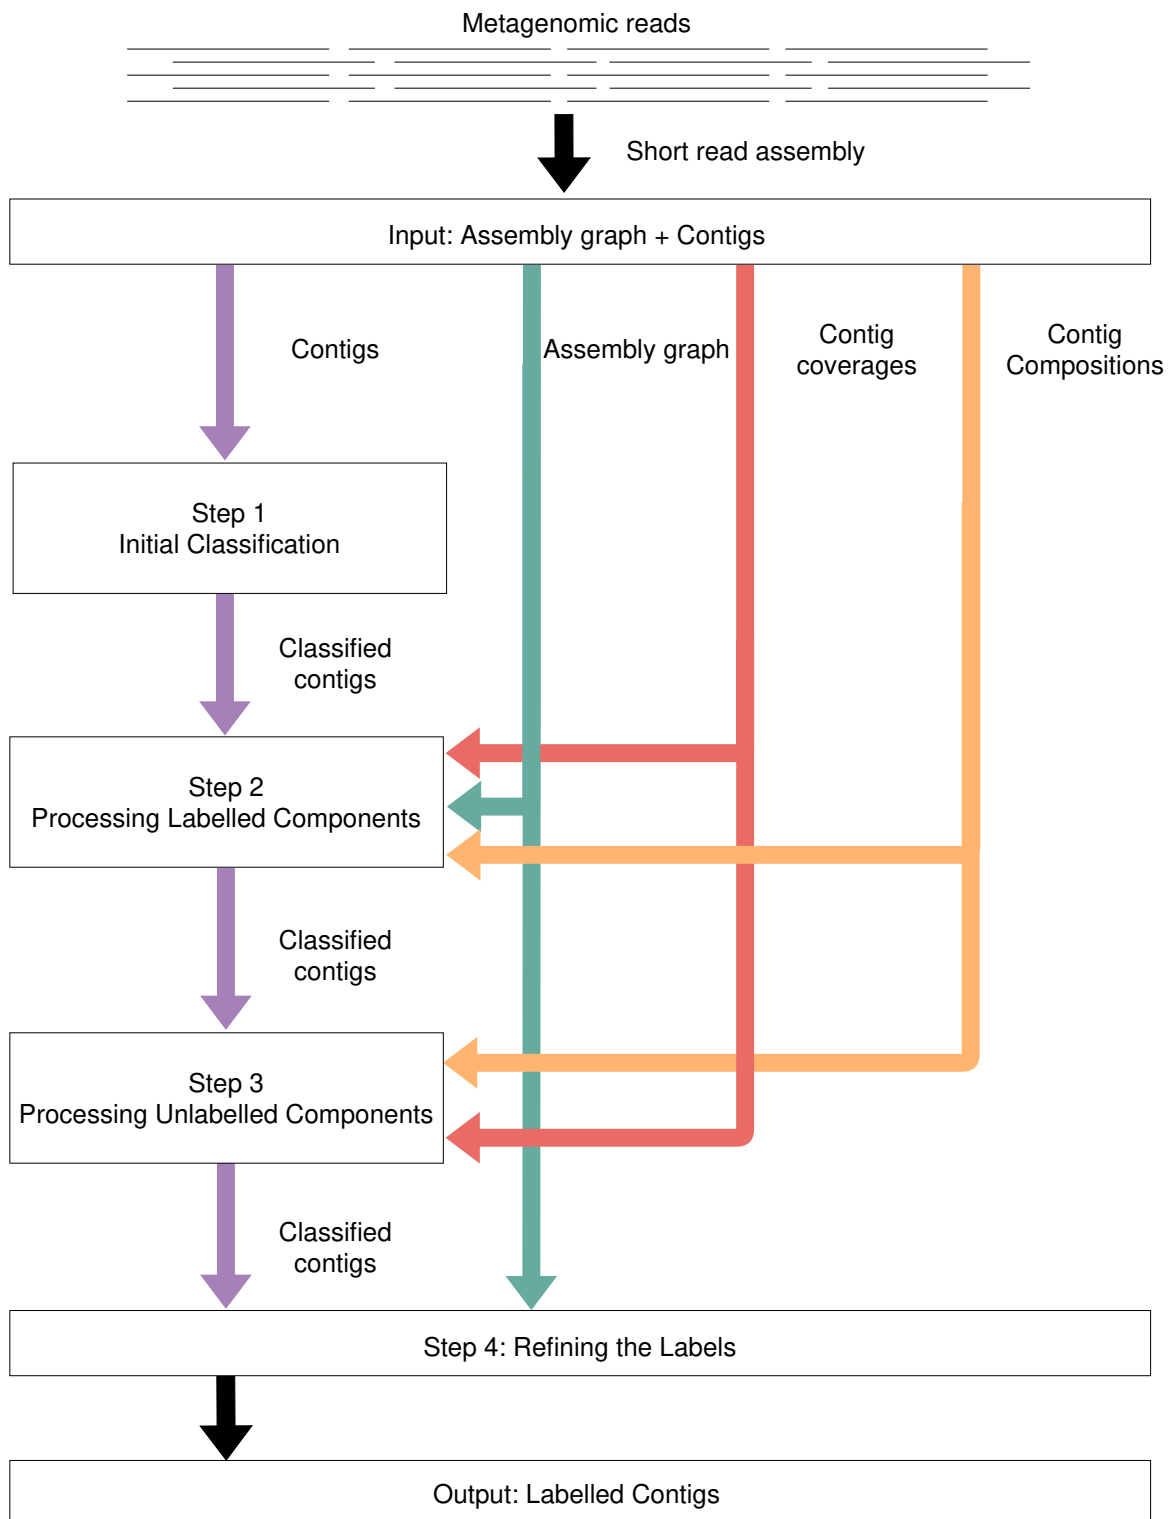 Metagenomic reads
Short read assembly
Input: Assembly graph + Contigs
Contigs
Assembly graph
Contig
coverages
Contig
Compositions
Step 1
Initial Classification
Classified
contigs
Step 2
Processing Labelled Components
Classified
contigs
Step 3
Processing Unlabelled Components
Classified
contigs
Step 4: Refining the Labels
Output: Labelled Contigs